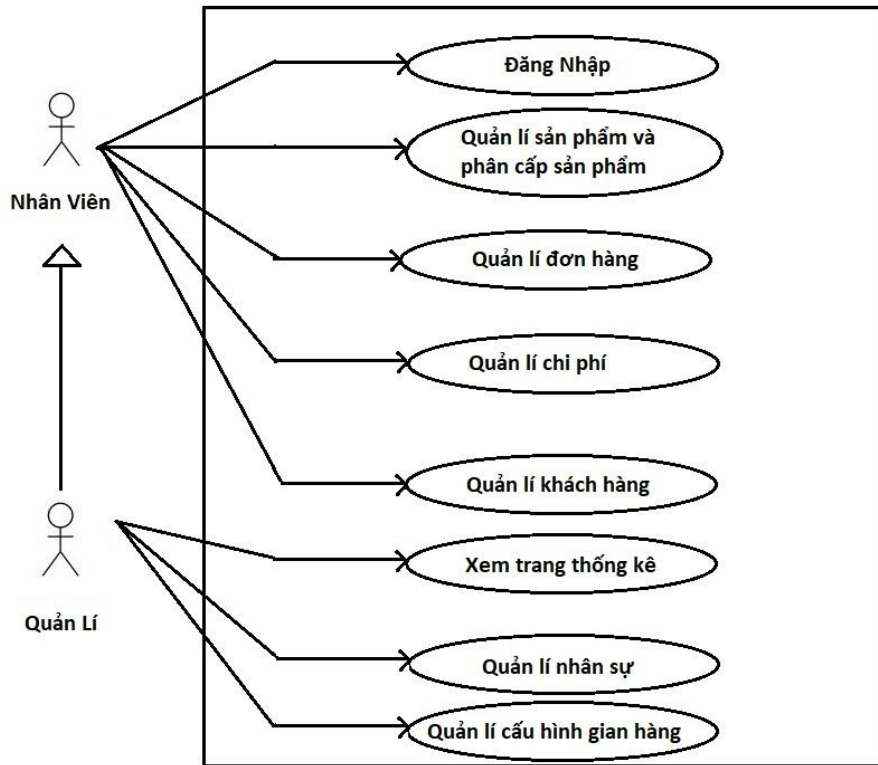 Đăng Nhập
Quản lí sản phẩm và
phân cấp sản phẩm
Nhân Viên
Quản lí đơn hàng
Quản lí chi phí
Quản lí khách hàng
Xem trang thống kê
Quản Lí
Quản lí nhân sự
Quản lí cấu hình gian hàng